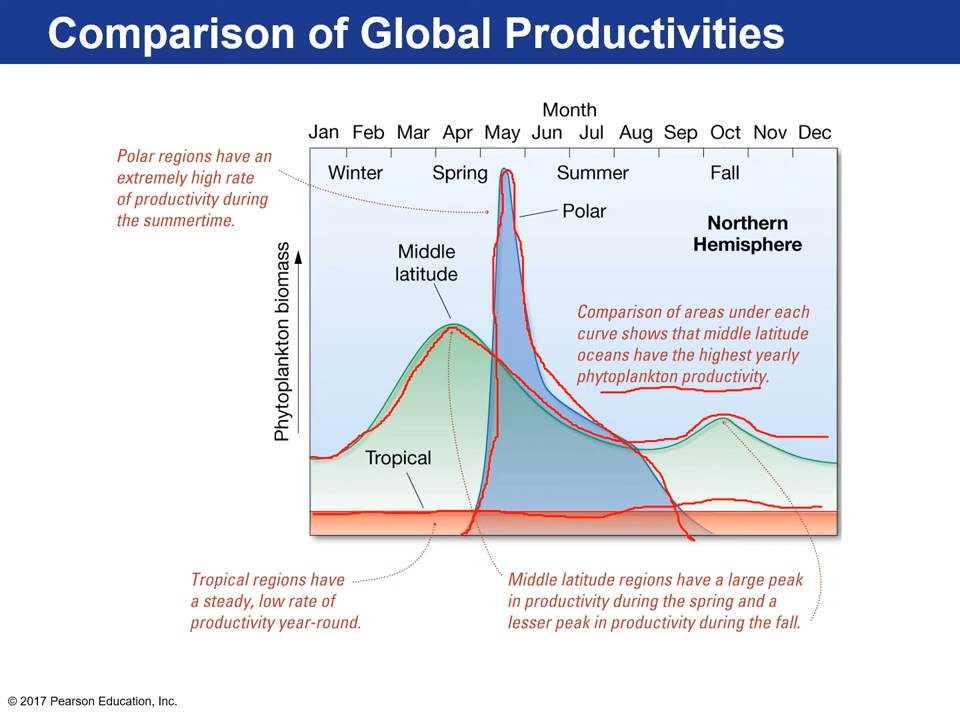 Comparison of Global Productivities
Month
Jan Feb Mar Apr May Jun Jul Aug Sep Oct Nov Dec
Winter Spring Summer Fall
Polar regions have an
extremely high rate
of productivity during
the summertime.
Polar
Northern
Hemisphere
Middle
latitude
Phytoplankton biomass
Comparison of areas under each
curve shows that middle latitude
oceans have the highest yearly
phytoplankton productivity.
Tropical
Tropical regions have
a steady, low rate of
productivity year-round.
Middle latitude regions have a large peak
in productivity during the spring and a
lesser peak in productivity during the fall.
© 2017 Pearson Education, Inc.